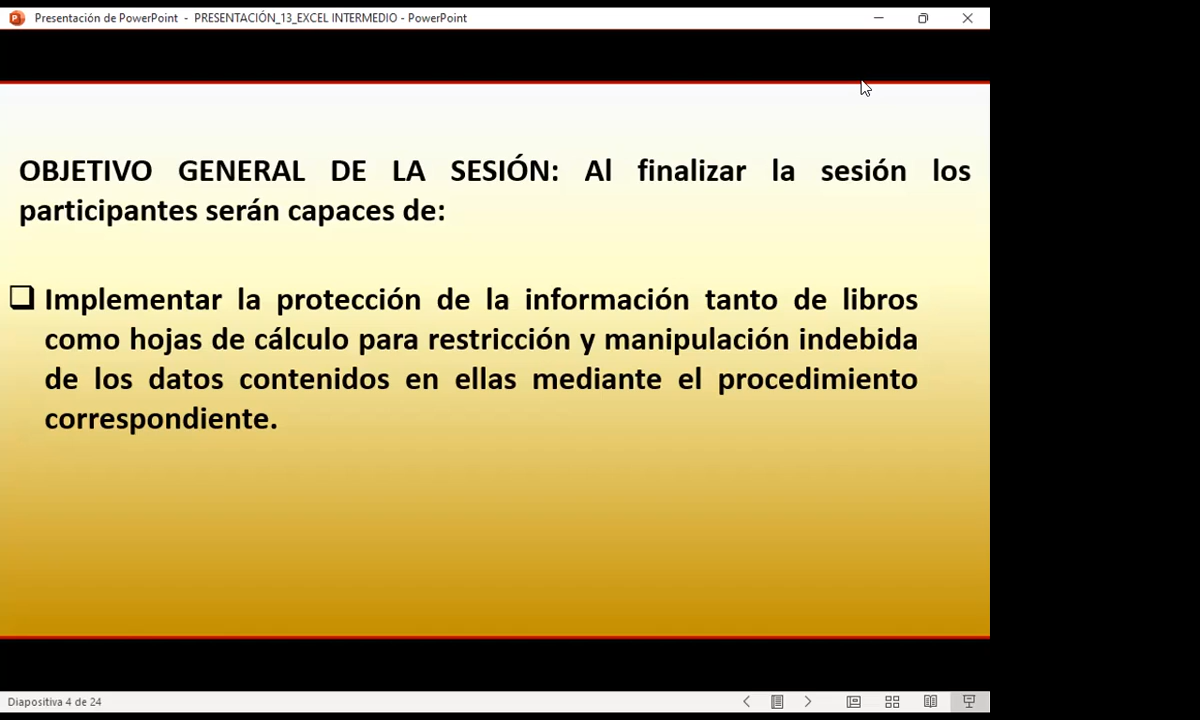 Presentación de PowerPoint - PRESENTACIÓN_13_EXCEL INTERMEDIO - PowerPoint
OBJETIVO GENERAL DE LA SESIÓN: Al finalizar la sesión los
participantes serán capaces de:
Implementar la protección de la información tanto de libros
como hojas de cálculo para restricción y manipulación indebida
de los datos contenidos en ellas mediante el procedimiento
correspondiente.
Diapositiva 4 de 24